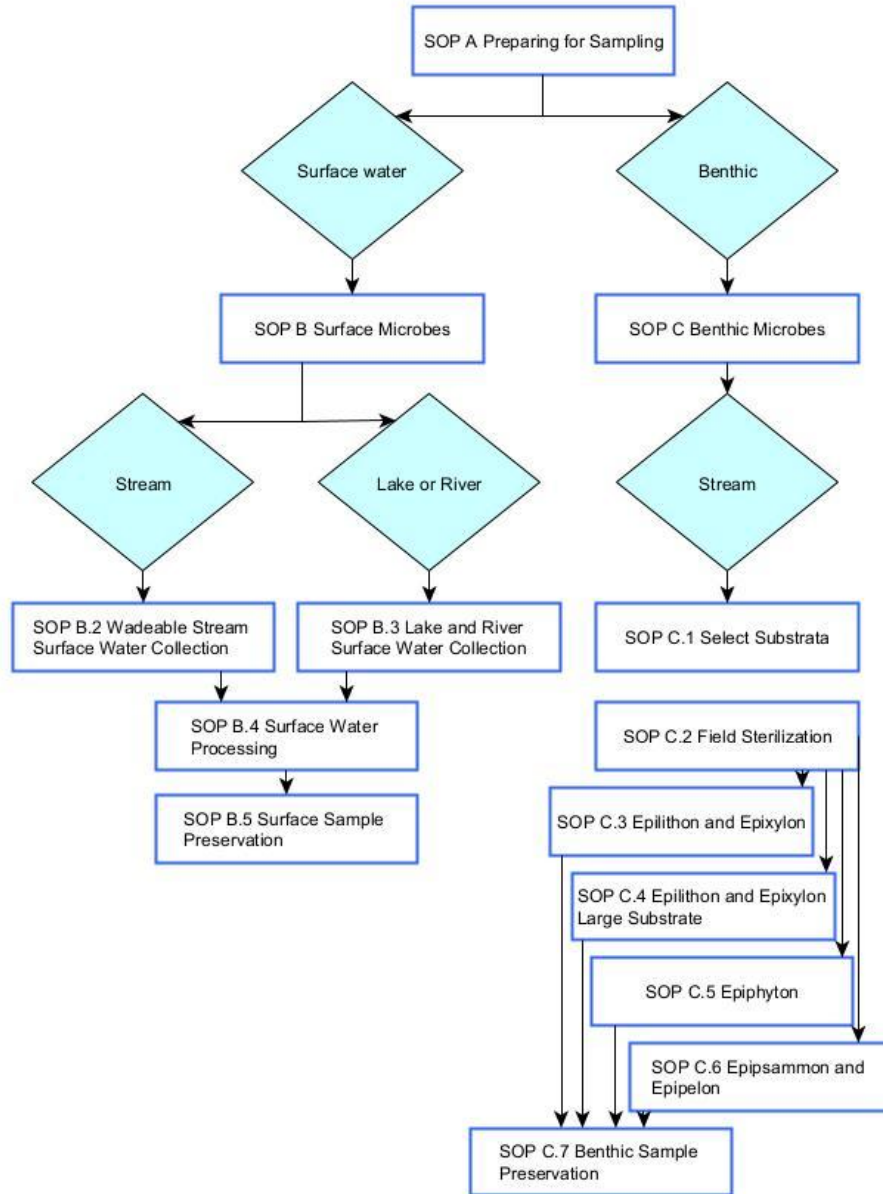 SOP A Preparing for Sampling
Surface water
Benthic
SOP B Surface Microbes
SOP C Benthic Microbes
Stream
Lake or River
Stream
SOP B.2 Wadeable Stream
Surface Water Collection
SOP B.3 Lake and River
Surface Water Collection
SOP C.1 Select Substrata
SOP B.4 Surface Water
Processing
SOP C.2 Field Sterilization
SOP B.5 Surface Sample
Preservation
SOP C.3 Epilithon and Epixylon
SOP C.4 Epilithon and Epixylon
Large Substrate
SOP C.5 Epiphyton
SOP C.6 Epipsammon and
Epipelon
SOP C.7 Benthic Sample
Preservation